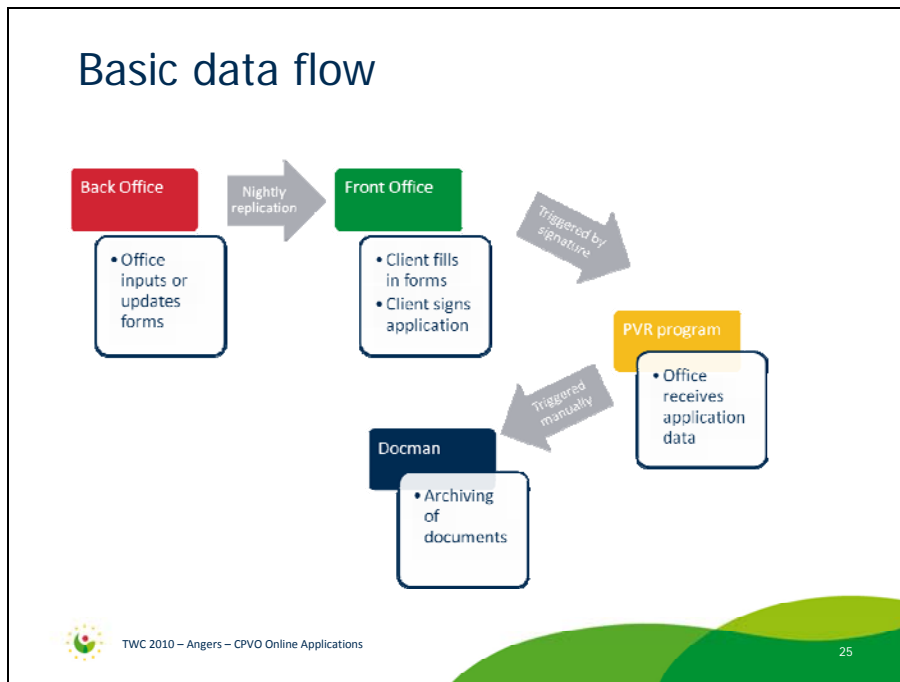 Basic data flow
Back Office
Nightly
replication
Front Office
Triggered by
signature
• Office
inputs or
updates
forms
• Client fills
in forms
• Client signs
application
PVR program
• Office
receives
application
data
Triggered
manually
Docman
• Archiving
of
documents
TWC 2010 – Angers – CPVO Online Applications
25